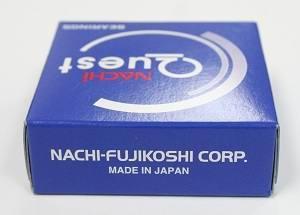 BEARINGS
NACHi
Quest
NACHI-FUJIKOSHI CORP.
MADE IN JAPAN